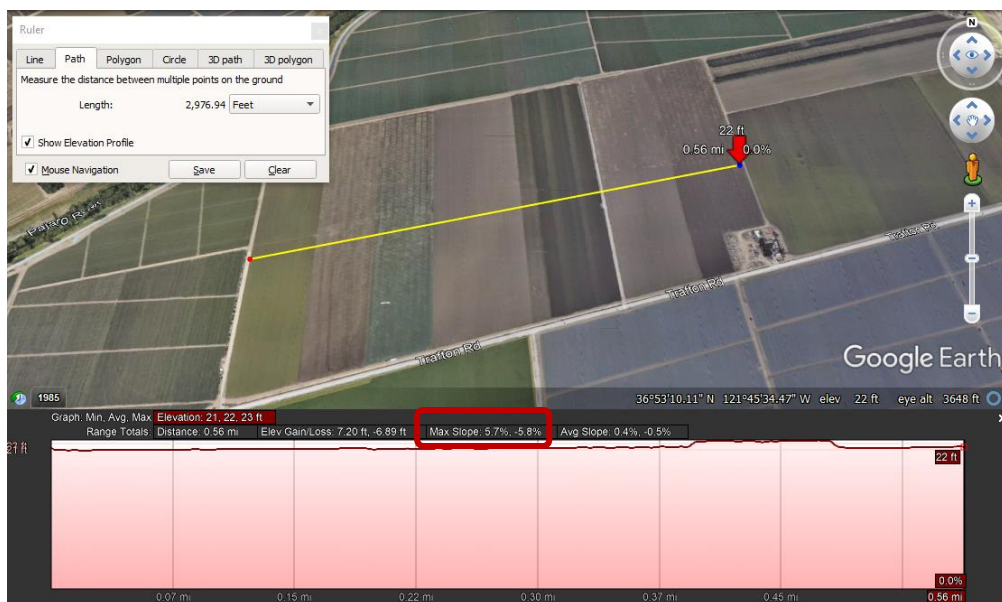 Ruler
Line Path Polygon Circle 3D path 3D polygon
Measure the distance between multiple points on the ground
Length: 2,976.94 Feet
Show Elevation Profile
Mouse Navigation Save Clear
N
22 ft
0.56 mi 0.0%
Pajaro River
Trafton Rd
Trafton Rd
Trafton Rd
Google Earth
1985
36°53'10.11" N 121°45'34.47" W elev 22 ft eye alt 3648 ft
Graph: Min, Avg, Max Elevation: 21, 22, 23 ft
Range Totals: Distance: 0.56 mi Elev Gain/Loss: 7.20 ft, -6.89 ft Max Slope: 5.7%, -5.8% Avg Slope: 0.4%, -0.5%
22 ft
0.0%
0.07 mi 0.15 mi 0.22 mi 0.30 mi 0.37 mi 0.45 mi 0.56 mi